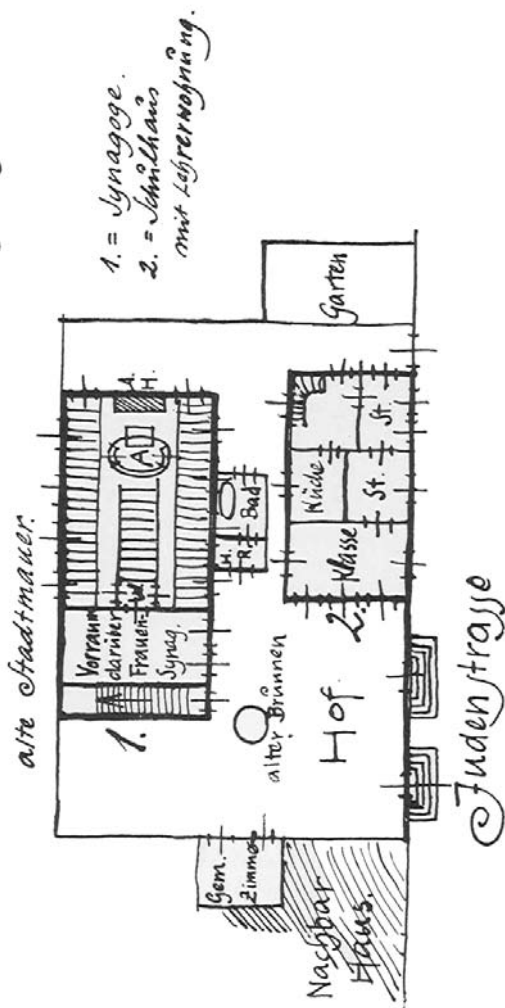 alte Stadtmauer.
1. = Synagoge.
2. = Schulhaus
mit Lehrerwohnung.
1.
Vorraum
darüber
Frauen-
Synag.
A
A.
H.
H.
R.
Bad
alter Brunnen
Hof
2.
Klasse
Küche
St.
St.
Garten
Gem.
Zimmer
Nachbar
Haus.
Judenstrasse